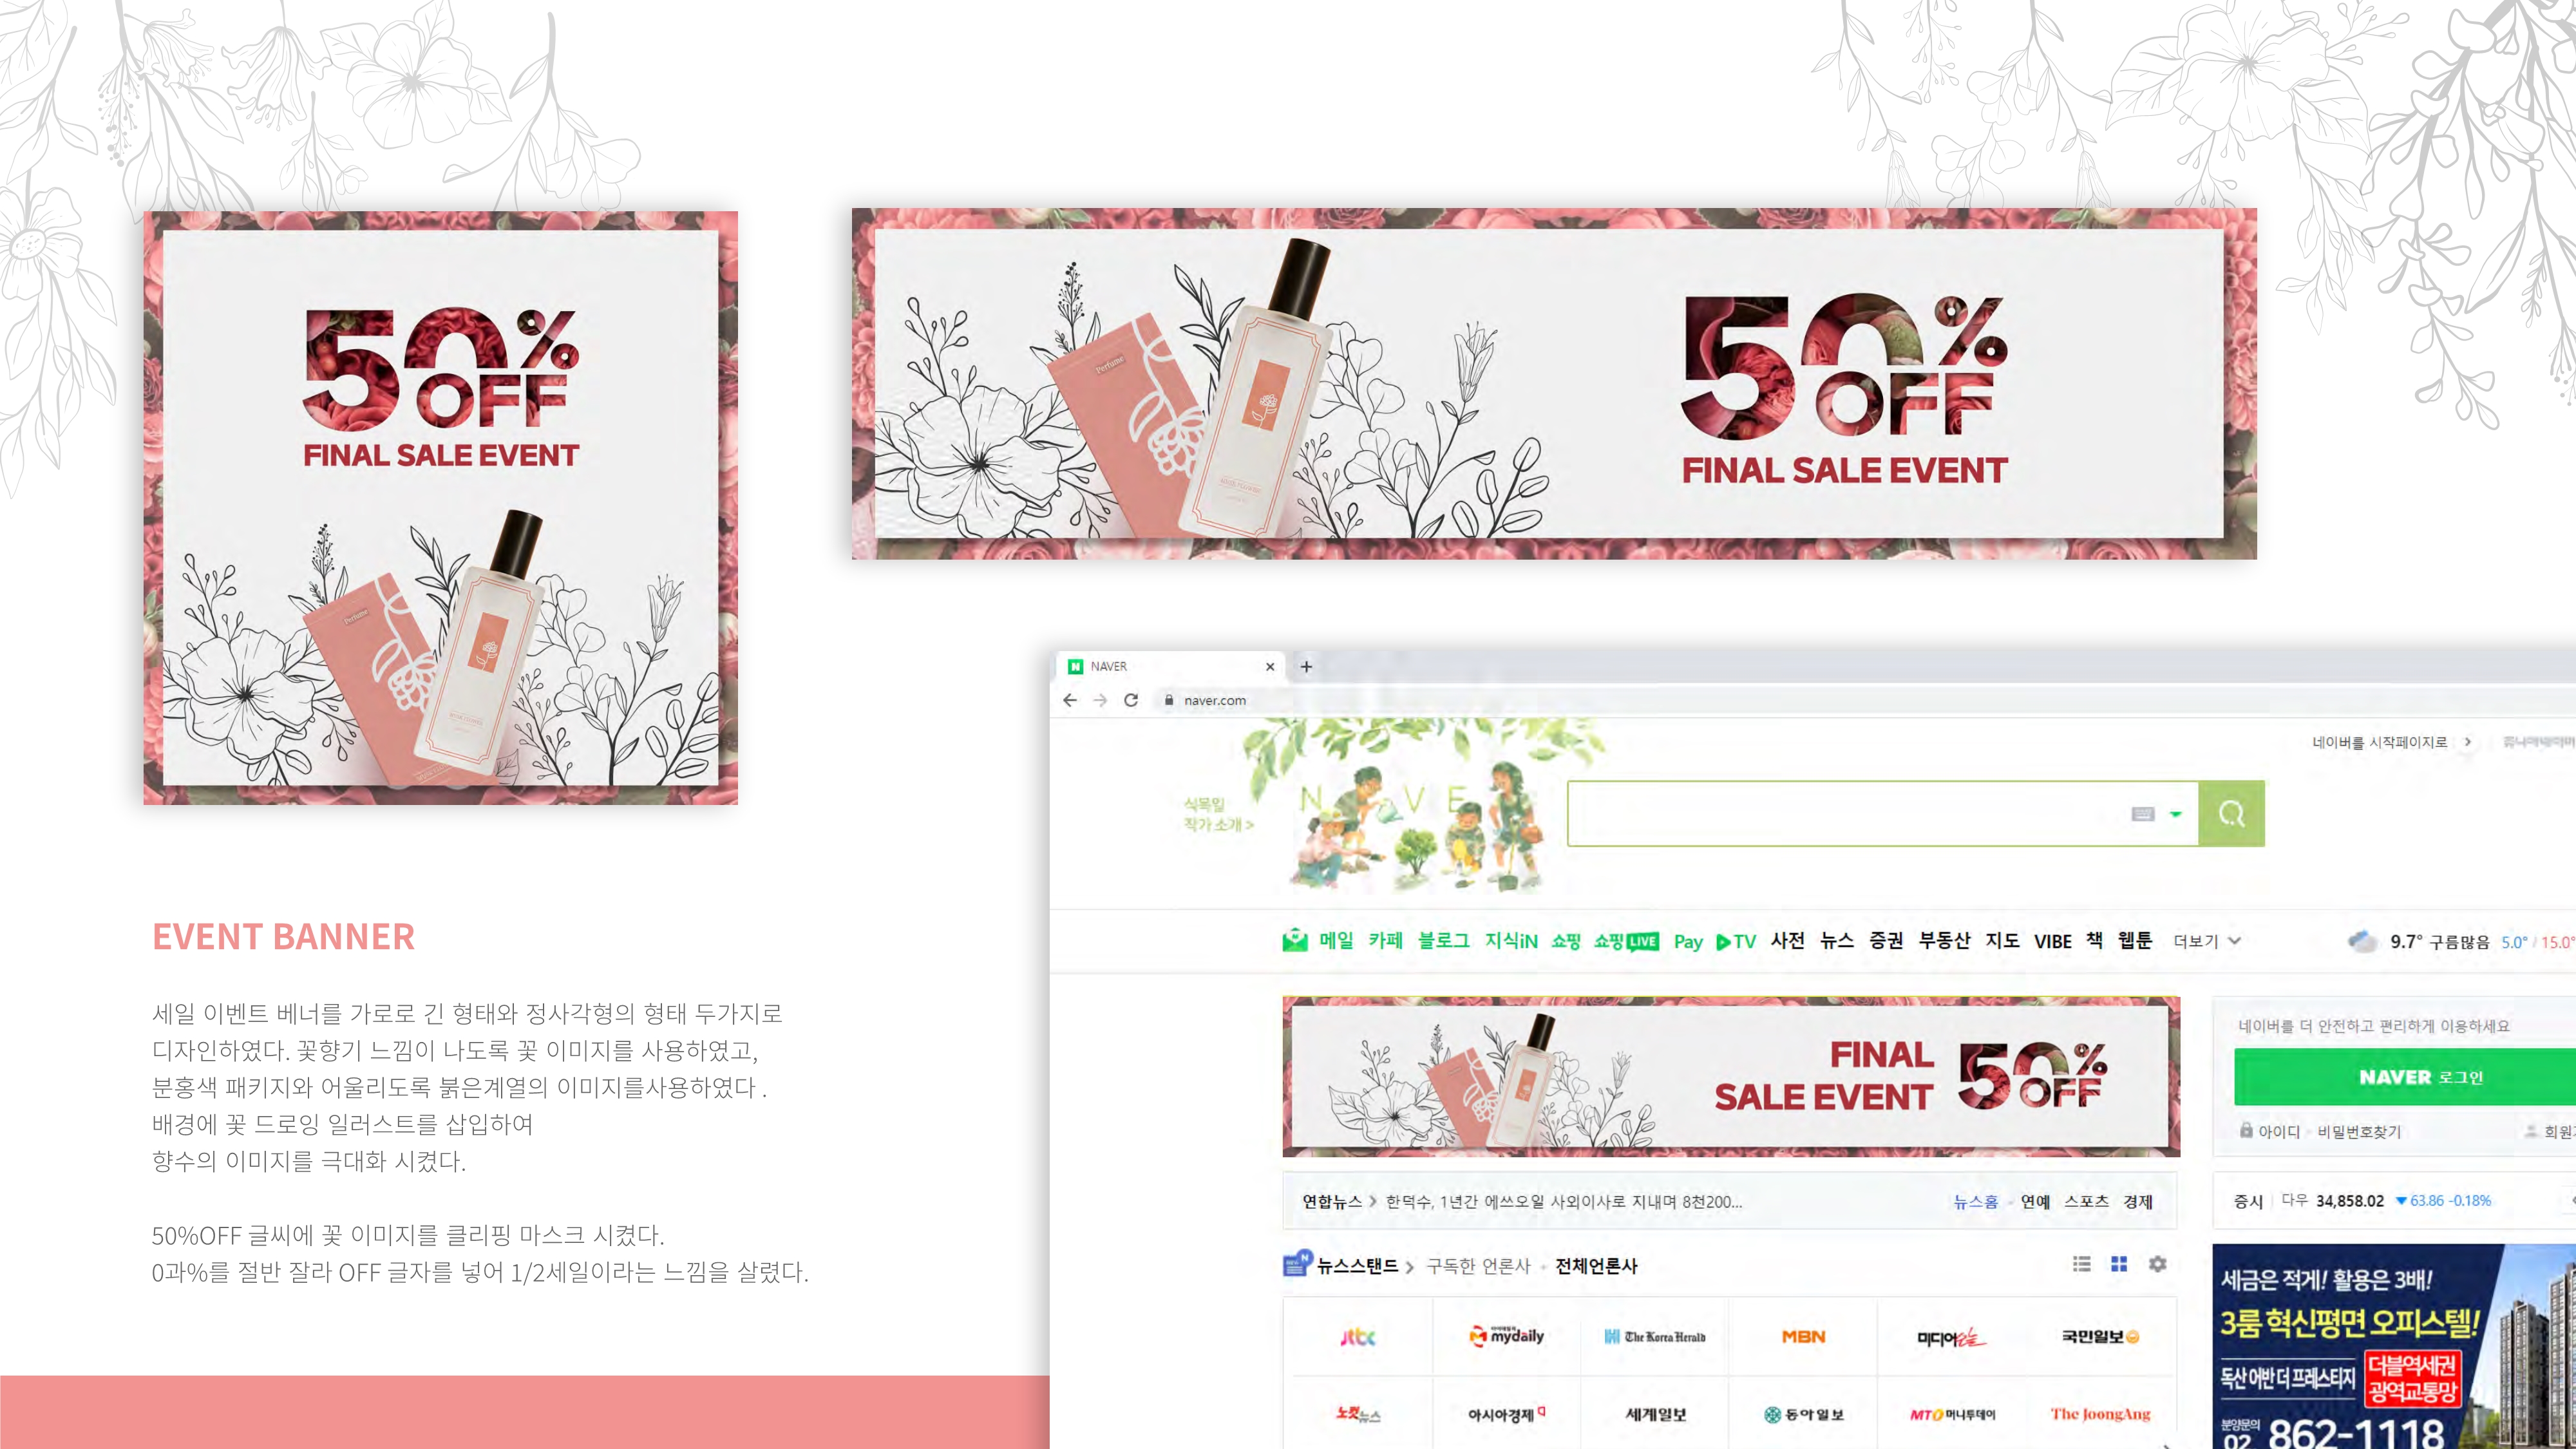 50%
OFF
FINAL SALE EVENT
Perfume
50%
OFF
FINAL SALE EVENT
Perfume
EVENT BANNER
세일 이벤트 베너를 가로로 긴 형태와 정사각형의 형태 두가지로
디자인하였다. 꽃향기 느낌이 나도록 꽃 이미지를 사용하였고,
분홍색 패키지와 어울리도록 붉은계열의 이미지를사용하였다 .
배경에 꽃 드로잉 일러스트를 삽입하여
향수의 이미지를 극대화 시켰다.
50%OFF 글씨에 꽃 이미지를 클리핑 마스크 시켰다.
0과%를 절반 잘라 OFF 글자를 넣어 1/2세일이라는 느낌을 살렸다.
NAVER
naver.com
네이버를 시작페이지로 >
식목일
작가 소개 >
N V E
메일 카페 블로그 지식iN 쇼핑 쇼핑LIVE Pay TV 사전 뉴스 증권 부동산 지도 VIBE 책 웹툰 더보기
9.7° 구름많음 5.0° / 15.0°
FINAL
SALE EVENT
50%
OFF
네이버를 더 안전하고 편리하게 이용하세요
NAVER 로그인
아이디 · 비밀번호찾기 회원
연합뉴스 > 한덕수, 1년간 에쓰오일 사외이사로 지내며 8천200...
뉴스홈 · 연예 스포츠 경제
증시 다우 34,858.02 ▼63.86 -0.18%
뉴스스탠드 > 구독한 언론사 · 전체언론사
jtbc mydaily The Korea Herald MBN 미디어오늘 국민일보
노컷뉴스 아시아경제 세계일보 동아일보 MTO 머니투데이 The JoongAng
세금은 적게! 활용은 3배!
3룸 혁신평면 오피스텔!
독산 어반 더 프레스티지
더블역세권
광역교통망
분양문의
02 862-1118